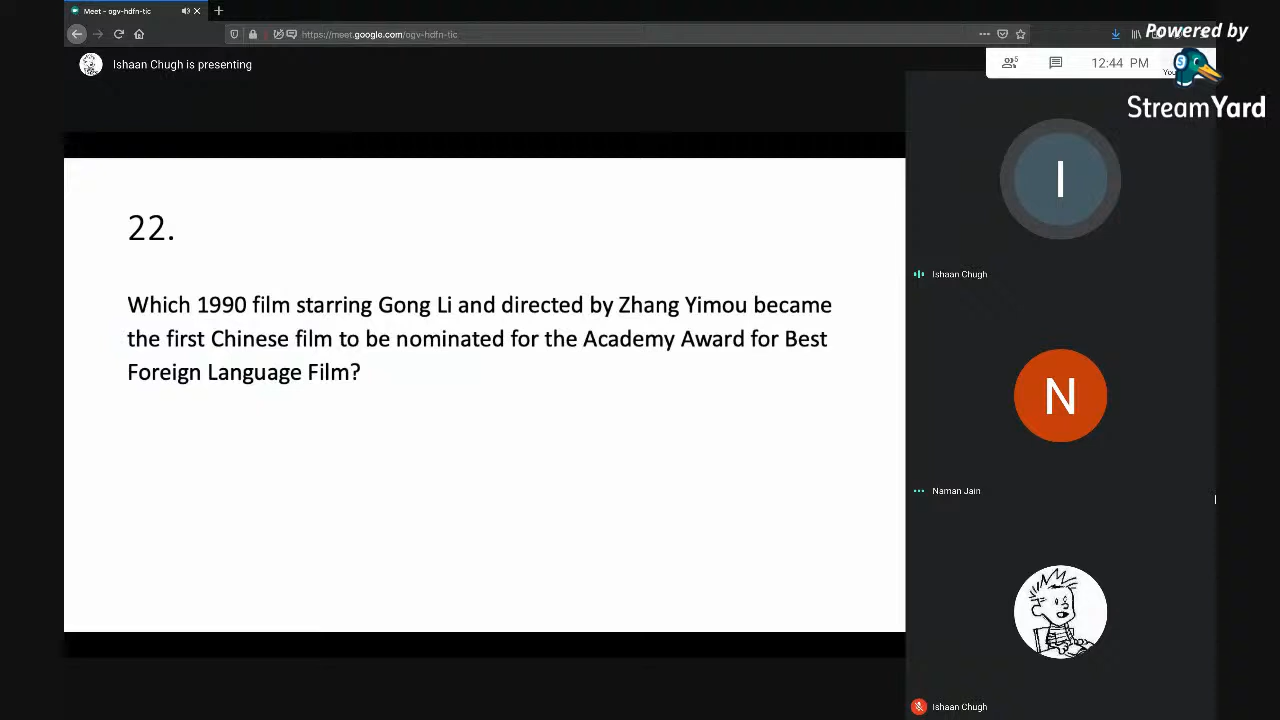 Meet - ogv-hdfn-tic
https://meet.google.com/ogv-hdfn-tic
Powered by
StreamYard
Ishaan Chugh is presenting
5
12:44 PM
You
22.
Which 1990 film starring Gong Li and directed by Zhang Yimou became
the first Chinese film to be nominated for the Academy Award for Best
Foreign Language Film?
I
Ishaan Chugh
N
Naman Jain
Ishaan Chugh